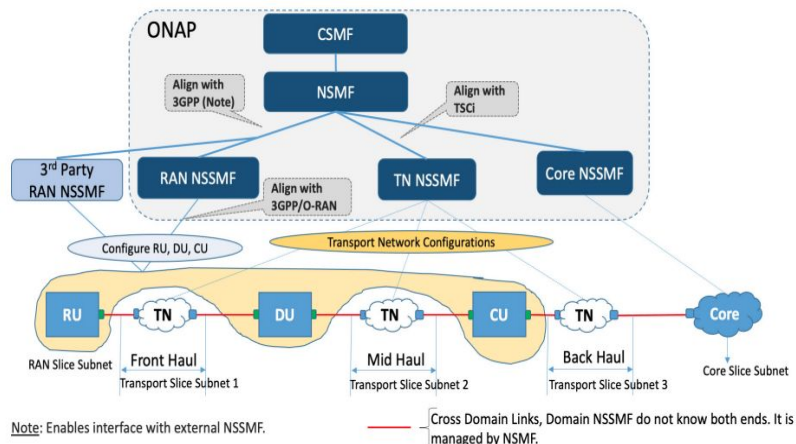 ONAP
CSMF
Align with
3GPP (Note)
NSMF
Align with
TSCi
3rd Party
RAN NSSMF
RAN NSSMF
TN NSSMF
Core NSSMF
Align with
3GPP/O-RAN
Configure RU, DU, CU
Transport Network Configurations
RU
TN
DU
TN
CU
TN
Core
RAN Slice Subnet
Front Haul
Transport Slice Subnet 1
Mid Haul
Transport Slice Subnet 2
Back Haul
Transport Slice Subnet 3
Core Slice Subnet
Note: Enables interface with external NSSMF.
Cross Domain Links, Domain NSSMF do not know both ends. It is
managed by NSMF.